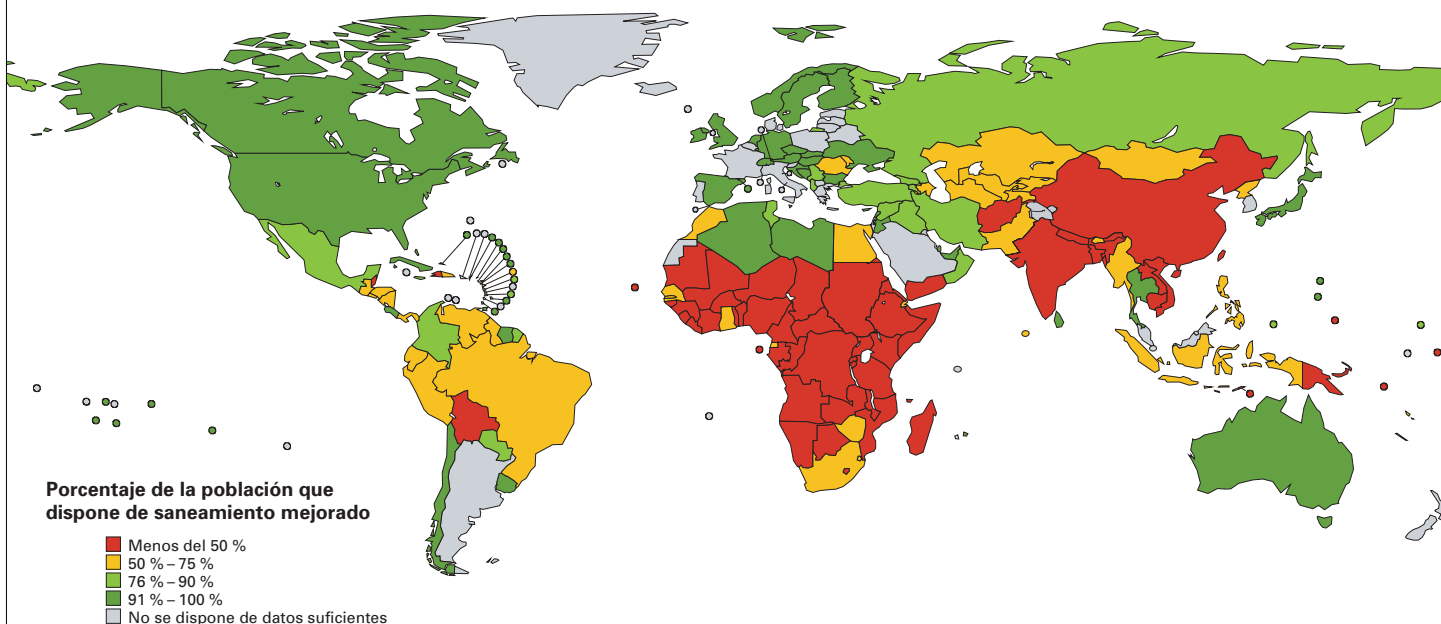 Porcentaje de la población que
dispone de saneamiento mejorado
Menos del 50 %
50 % – 75 %
76 % – 90 %
91 % – 100 %
No se dispone de datos suficientes